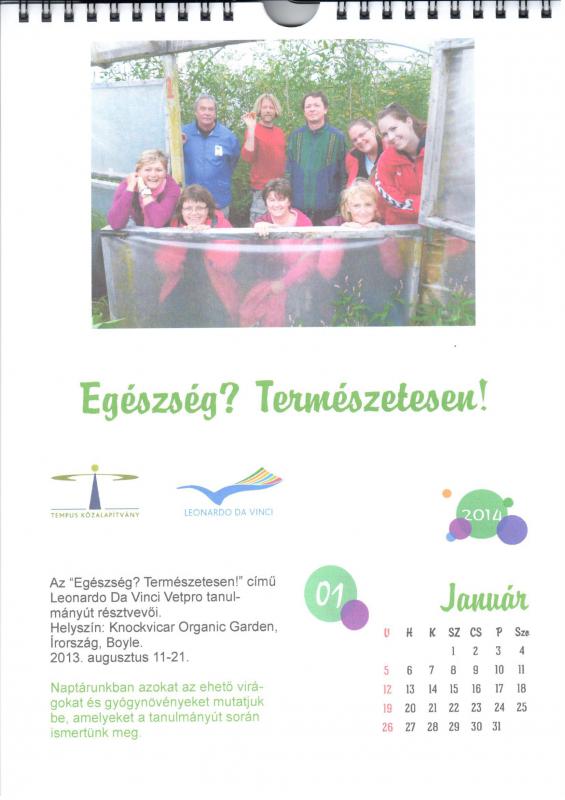 Egészség? Természetesen!
TEMPUS KÖZALAPÍTVÁNY
LEONARDO DA VINCI
2014
Az "Egészség? Természetesen!" című
Leonardo Da Vinci Vetpro tanul-
mányút résztvevői.
Helyszín: Knockvicar Organic Garden,
Írország, Boyle.
2013. augusztus 11-21.
Naptárunkban azokat az ehető virá-
gokat és gyógynövényeket mutatjuk
be, amelyeket a tanulmányút során
ismertünk meg.
01
Január
U H K SZ CS P Sze
1 2 3 4
5 6 7 8 9 10 11
12 13 14 15 16 17 18
19 20 21 22 23 24 25
26 27 28 29 30 31